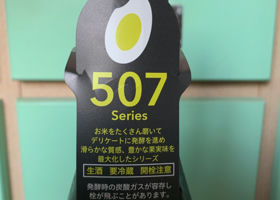 507
Series
お米をたくさん磨いて
デリケートに発酵を進め
滑らかな質感、豊かな果実味を
最大化したシリーズ
生酒 要冷蔵 開栓注意
発酵時の炭酸ガスが容存し
栓が飛ぶことがあります。